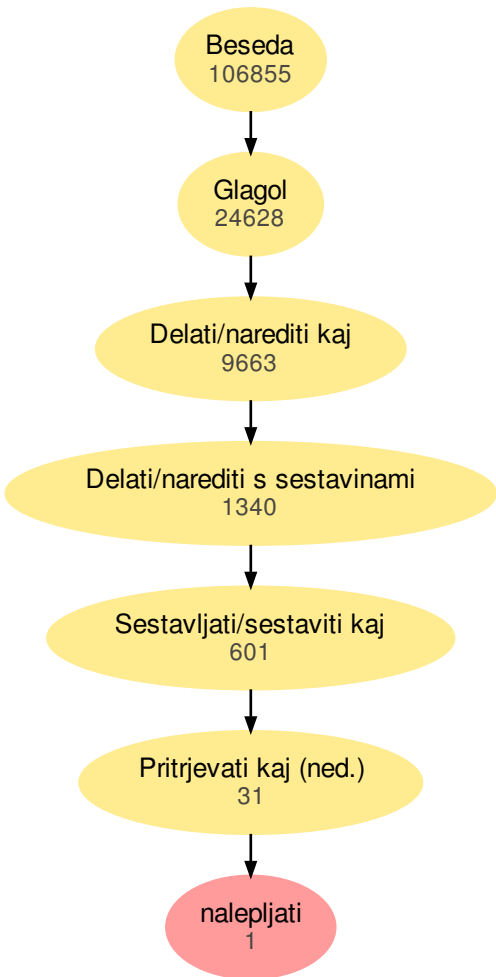 Beseda
106855
Glagol
24628
Delati/narediti kaj
9663
Delati/narediti s sestavinami
1340
Sestavljati/sestaviti kaj
601
Pritrjevati kaj (ned.)
31
nalepljati
1